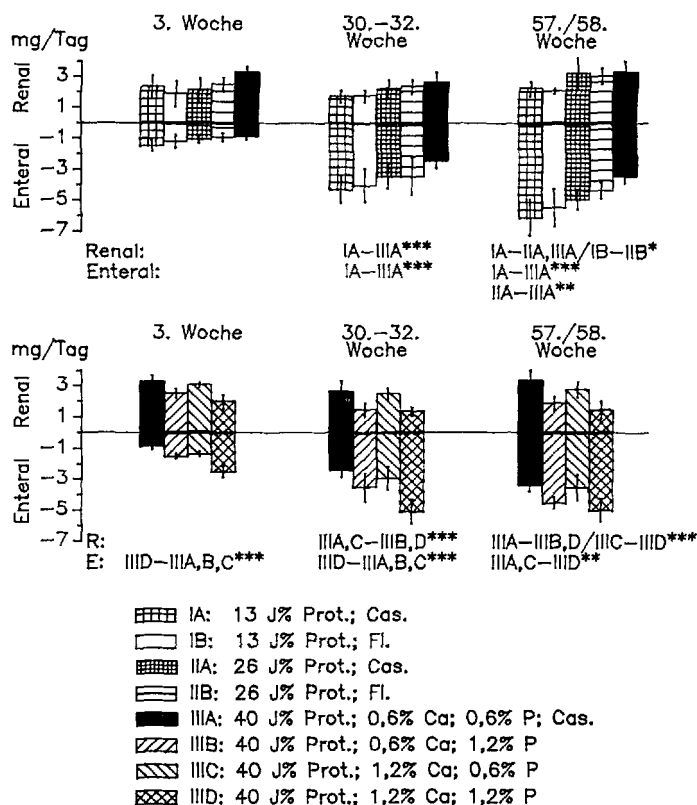 3. Woche 30.–32. Woche 57./58. Woche
mg/Tag
Renal
Enteral
3
1
-1
-3
-5
-7
Renal: IA–IIIA*** IA–IIA,IIIA/IB–IIB*
Enteral: IA–IIIA*** IA–IIIA***
IIA–IIIA**
3. Woche 30.–32. Woche 57./58. Woche
mg/Tag
Renal
Enteral
3
1
-1
-3
-5
-7
R: IIIA,C–IIIB,D*** IIIA–IIIB,D/IIIC–IIID***
E: IIID–IIIA,B,C*** IIID–IIIA,B,C*** IIIA,C–IIID**
IA: 13 J% Prot.; Cas.
IB: 13 J% Prot.; Fl.
IIA: 26 J% Prot.; Cas.
IIB: 26 J% Prot.; Fl.
IIIA: 40 J% Prot.; 0,6% Ca; 0,6% P; Cas.
IIIB: 40 J% Prot.; 0,6% Ca; 1,2% P
IIIC: 40 J% Prot.; 1,2% Ca; 0,6% P
IIID: 40 J% Prot.; 1,2% Ca; 1,2% P